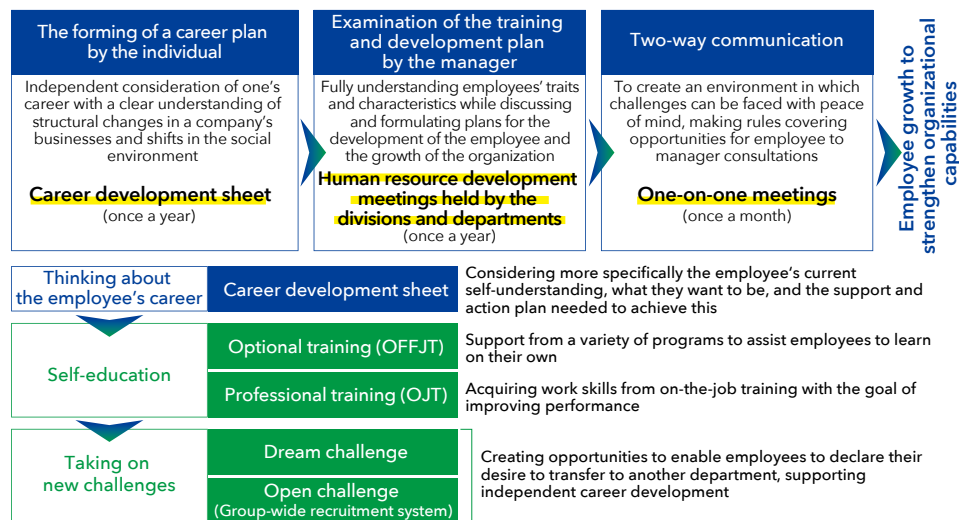 The forming of a career plan
by the individual
Independent consideration of one's
career with a clear understanding of
structural changes in a company's
businesses and shifts in the social
environment
Career development sheet
(once a year)
Examination of the training
and development plan
by the manager
Fully understanding employees' traits
and characteristics while discussing
and formulating plans for the
development of the employee and
the growth of the organization
Human resource development
meetings held by the
divisions and departments
(once a year)
Two-way communication
To create an environment in which
challenges can be faced with peace
of mind, making rules covering
opportunities for employee to
manager consultations
One-on-one meetings
(once a month)
Employee growth to
strengthen organizational
capabilities
Thinking about
the employee's career
Career development sheet
Considering more specifically the employee's current
self-understanding, what they want to be, and the support and
action plan needed to achieve this
Self-education
Optional training (OFFJT)
Support from a variety of programs to assist employees to learn
on their own
Professional training (OJT)
Acquiring work skills from on-the-job training with the goal of
improving performance
Taking on
new challenges
Dream challenge
Open challenge
(Group-wide recruitment system)
Creating opportunities to enable employees to declare their
desire to transfer to another department, supporting
independent career development